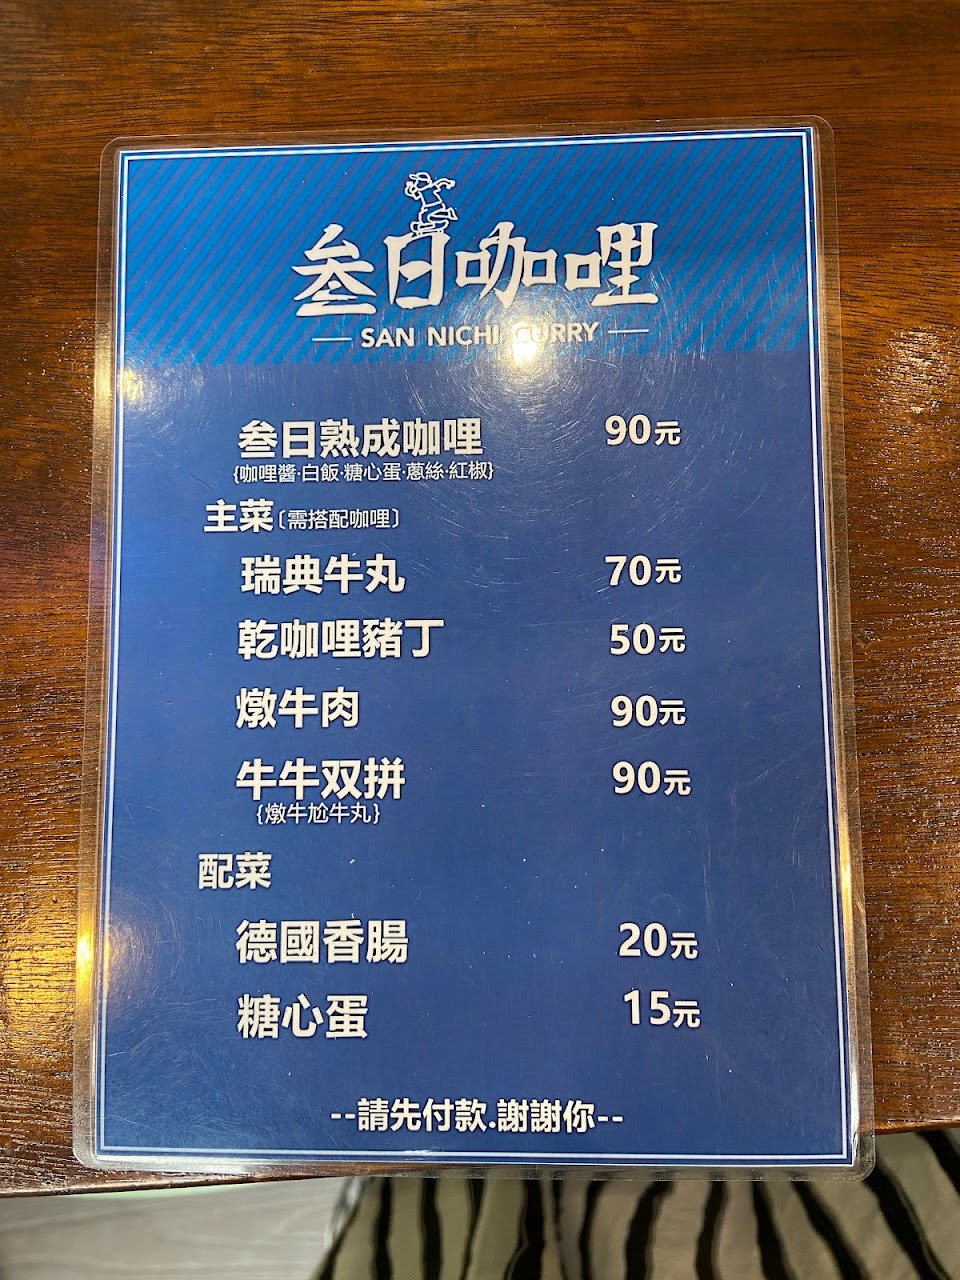 叁日咖哩
SAN NICHI CURRY
叁日熟成咖哩 90元
{咖哩醬·白飯·糖心蛋·蔥絲·紅椒}
主菜〔需搭配咖哩〕
瑞典牛丸 70元
乾咖哩豬丁 50元
燉牛肉 90元
牛牛双拼 90元
{燉牛尬牛丸}
配菜
德國香腸 20元
糖心蛋 15元
--請先付款.謝謝你--